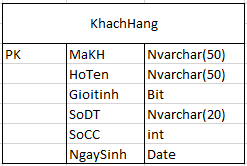 KhachHang
PK MaKH Nvarchar(50)
HoTen Nvarchar(50)
Gioitinh Bit
SoDT Nvarchar(20)
SoCC int
NgaySinh Date